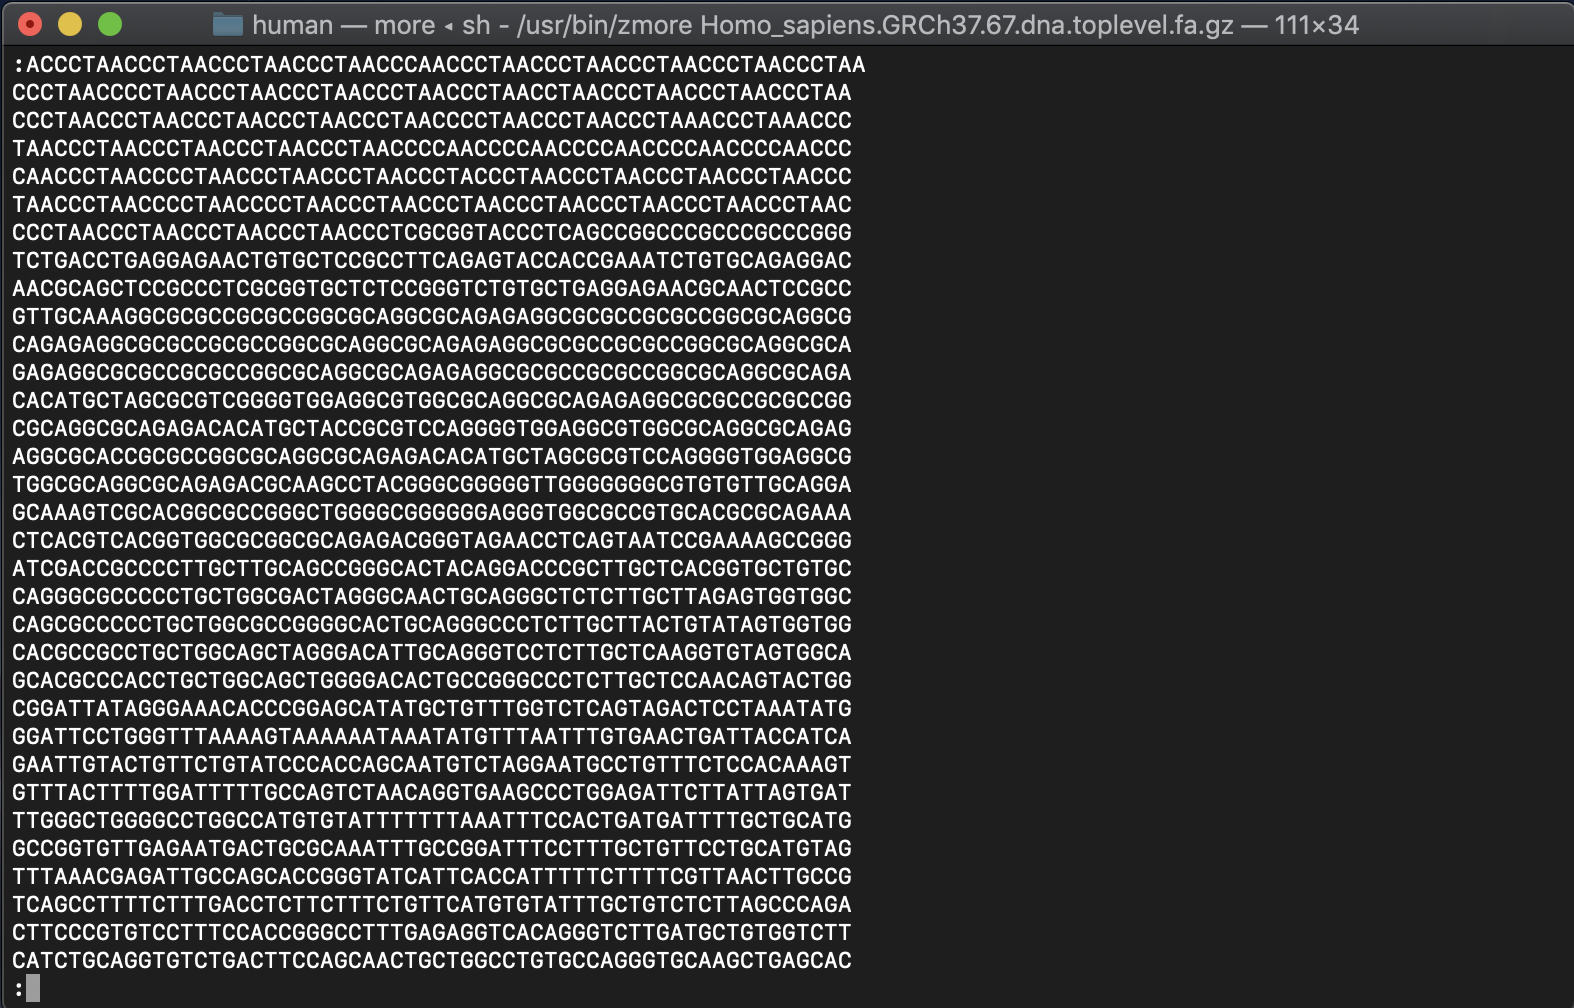 human — more ◂ sh - /usr/bin/zmore Homo_sapiens.GRCh37.67.dna.toplevel.fa.gz — 111×34
:ACCCTAACCCTAACCCTAACCCTAACCCAACCCTAACCCTAACCCTAACCCTAACCCTAA
CCCTAACCCCTAACCCTAACCCTAACCCTAACCCTAACCTAACCCTAACCCTAACCCTAA
CCCTAACCCTAACCCTAACCCTAACCCTAACCCCTAACCCTAACCCTAAACCCTAAACCC
TAACCCTAACCCTAACCCTAACCCTAACCCCAACCCCAACCCCAACCCCAACCCCAACCC
CAACCCTAACCCCTAACCCTAACCCTAACCCTACCCTAACCCTAACCCTAACCCTAACCC
TAACCCTAACCCCTAACCCCTAACCCTAACCCTAACCCTAACCCTAACCCTAACCCTAAC
CCCTAACCCTAACCCTAACCCTAACCCTCGCGGTACCCTCAGCCGGCCCGCCCGCCCGGG
TCTGACCTGAGGAGAACTGTGCTCCGCCTTCAGAGTACCACCGAAATCTGTGCAGAGGAC
AACGCAGCTCCGCCCTCGCGGTGCTCTCCGGGTCTGTGCTGAGGAGAACGCAACTCCGCC
GTTGCAAAGGCGCGCCGCGCCGGCGCAGGCGCAGAGAGGCGCGCCGCGCCGGCGCAGGCG
CAGAGAGGCGCGCCGCGCCGGCGCAGGCGCAGAGAGGCGCGCCGCGCCGGCGCAGGCGCA
GAGAGGCGCGCCGCGCCGGCGCAGGCGCAGAGAGGCGCGCCGCGCCGGCGCAGGCGCAGA
CACATGCTAGCGCGTCGGGGTGGAGGCGTGGCGCAGGCGCAGAGAGGCGCGCCGCGCCGG
CGCAGGCGCAGAGACACATGCTACCGCGTCCAGGGGTGGAGGCGTGGCGCAGGCGCAGAG
AGGCGCACCGCGCCGGCGCAGGCGCAGAGACACATGCTAGCGCGTCCAGGGGTGGAGGCG
TGGCGCAGGCGCAGAGACGCAAGCCTACGGGCGGGGGTTGGGGGGGCGTGTGTTGCAGGA
GCAAAGTCGCACGGCGCCGGGCTGGGGCGGGGGGAGGGTGGCGCCGTGCACGCGCAGAAA
CTCACGTCACGGTGGCGCGGCGCAGAGACGGGTAGAACCTCAGTAATCCGAAAAGCCGGG
ATCGACCGCCCCTTGCTTGCAGCCGGGCACTACAGGACCCGCTTGCTCACGGTGCTGTGC
CAGGGCGCCCCCTGCTGGCGACTAGGGCAACTGCAGGGCTCTCTTGCTTAGAGTGGTGGC
CAGCGCCCCCTGCTGGCGCCGGGGCACTGCAGGGCCCTCTTGCTTACTGTATAGTGGTGG
CACGCCGCCTGCTGGCAGCTAGGGACATTGCAGGGTCCTCTTGCTCAAGGTGTAGTGGCA
GCACGCCCACCTGCTGGCAGCTGGGGACACTGCCGGGCCCTCTTGCTCCAACAGTACTGG
CGGATTATAGGGAAACACCCGGAGCATATGCTGTTTGGTCTCAGTAGACTCCTAAATATG
GGATTCCTGGGTTTAAAAGTAAAAAATAAATATGTTTAATTTGTGAACTGATTACCATCA
GAATTGTACTGTTCTGTATCCCACCAGCAATGTCTAGGAATGCCTGTTTCTCCACAAAGT
GTTTACTTTTGGATTTTTGCCAGTCTAACAGGTGAAGCCCTGGAGATTCTTATTAGTGAT
TTGGGCTGGGGCCTGGCCATGTGTATTTTTTTAAATTTCCACTGATGATTTTGCTGCATG
GCCGGTGTTGAGAATGACTGCGCAAATTTGCCGGATTTCCTTTGCTGTTCCTGCATGTAG
TTTAAACGAGATTGCCAGCACCGGGTATCATTCACCATTTTTCTTTTCGTTAACTTGCCG
TCAGCCTTTTCTTTGACCTCTTCTTTCTGTTCATGTGTATTTGCTGTCTCTTAGCCCAGA
CTTCCCGTGTCCTTTCCACCGGGCCTTTGAGAGGTCACAGGGTCTTGATGCTGTGGTCTT
CATCTGCAGGTGTCTGACTTCCAGCAACTGCTGGCCTGTGCCAGGGTGCAAGCTGAGCAC
: